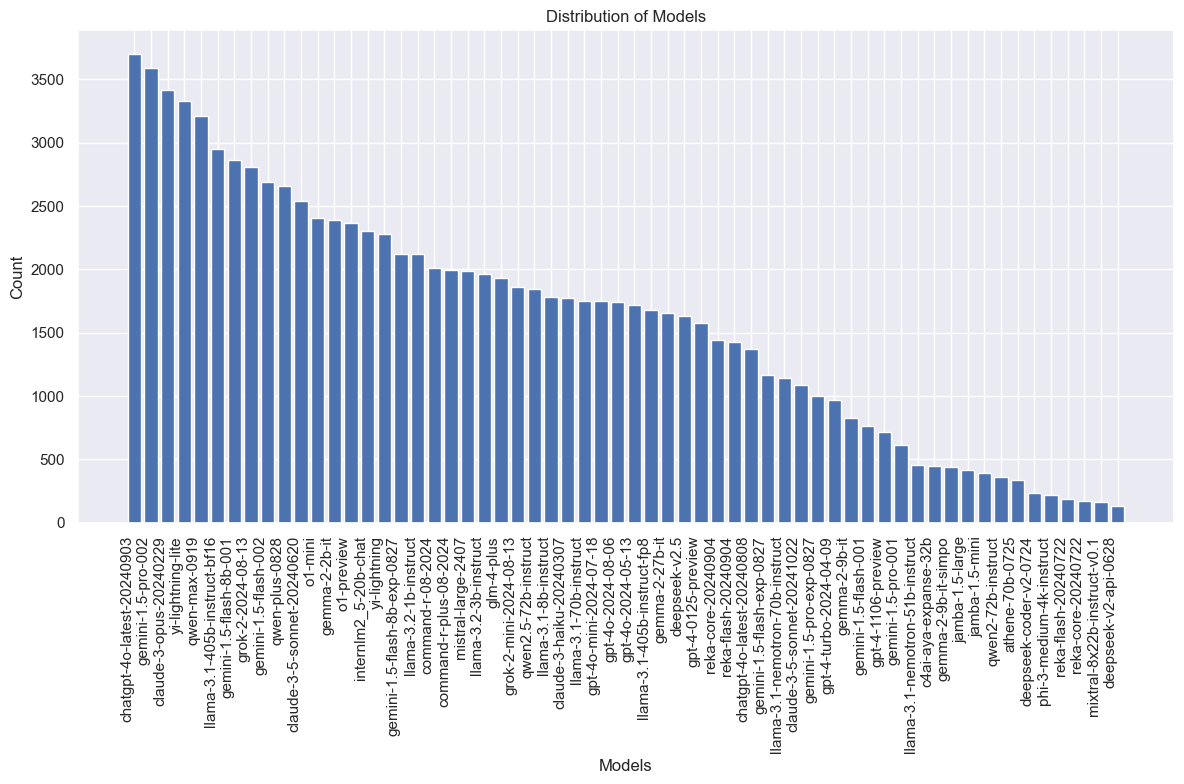 Distribution of Models
Count
3500
3000
2500
2000
1500
1000
500
0
chatgpt-4o-latest-20240903
gemini-1.5-pro-002
claude-3-opus-20240229
yi-lightning-lite
qwen-max-0919
llama-3.1-405b-instruct-bf16
gemini-1.5-flash-8b-001
grok-2-2024-08-13
gemini-1.5-flash-002
qwen-plus-0828
claude-3-5-sonnet-20240620
o1-mini
gemma-2-2b-it
o1-preview
internlm2_5-20b-chat
yi-lightning
gemini-1.5-flash-8b-exp-0827
llama-3.2-1b-instruct
command-r-08-2024
command-r-plus-08-2024
mistral-large-2407
llama-3.2-3b-instruct
glm-4-plus
grok-2-mini-2024-08-13
qwen2.5-72b-instruct
llama-3.1-8b-instruct
claude-3-haiku-20240307
llama-3.1-70b-instruct
gpt-4o-mini-2024-07-18
gpt-4o-2024-08-06
gpt-4o-2024-05-13
llama-3.1-405b-instruct-fp8
gemma-2-27b-it
deepseek-v2.5
gpt-4-0125-preview
reka-core-20240904
reka-flash-20240904
chatgpt-4o-latest-20240808
gemini-1.5-flash-exp-0827
llama-3.1-nemotron-70b-instruct
claude-3-5-sonnet-20241022
gemini-1.5-pro-exp-0827
gpt-4-turbo-2024-04-09
gemma-2-9b-it
gemini-1.5-flash-001
gpt-4-1106-preview
gemini-1.5-pro-001
llama-3.1-nemotron-51b-instruct
c4ai-aya-expanse-32b
gemma-2-9b-it-simpo
jamba-1.5-large
jamba-1.5-mini
qwen2-72b-instruct
athene-70b-0725
deepseek-coder-v2-0724
phi-3-medium-4k-instruct
reka-flash-20240722
reka-core-20240722
mixtral-8x22b-instruct-v0.1
deepseek-v2-api-0628
Models